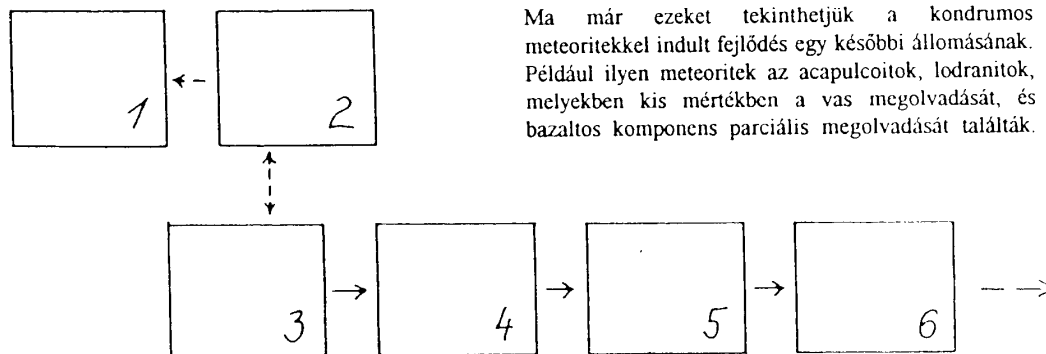 Ma már ezeket tekinthetjük a kondrumos
meteoritekkel indult fejlődés egy későbbi állomásának.
Például ilyen meteoritek az acapulcoitok, lodranitok,
melyekben kis mértékben a vas megolvadását, és
bazaltos komponens parciális megolvadását találták.
1
2
3
4
5
6